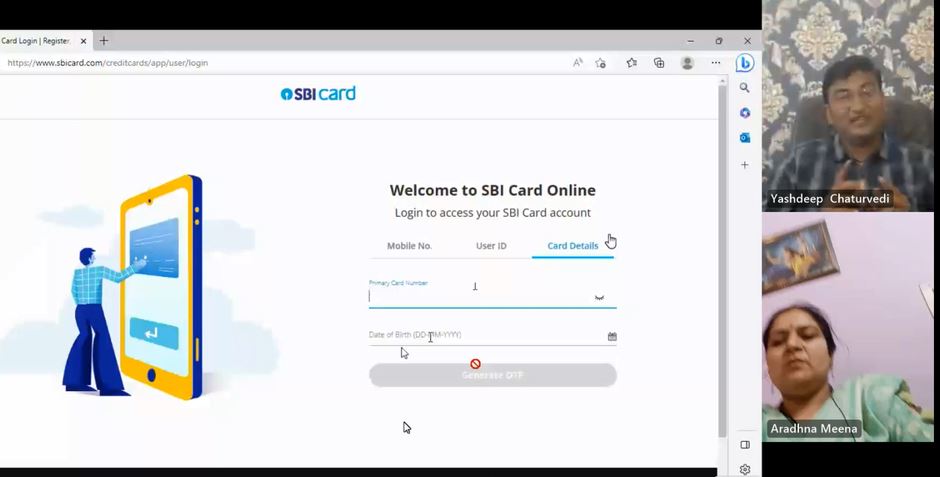 Card Login | Register,
https://www.sbicard.com/creditcards/app/user/login
SBI card
Welcome to SBI Card Online
Login to access your SBI Card account
Mobile No.
User ID
Card Details
Primary Card Number
Date of Birth (DD-MM-YYYY)
Generate OTP
Yashdeep Chaturvedi
Aradhna Meena